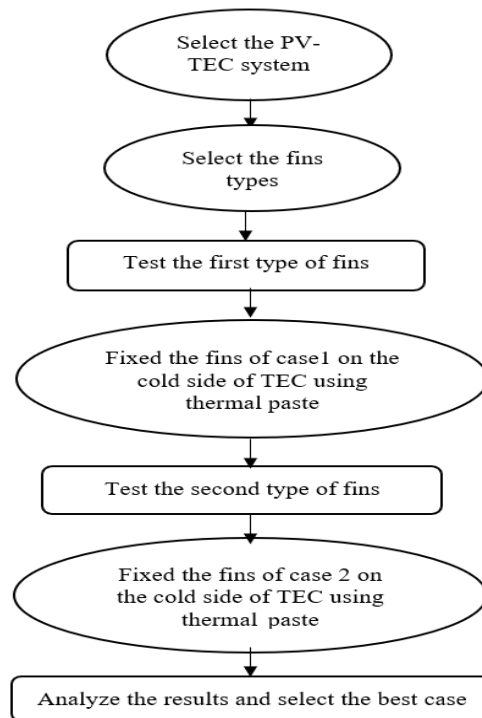 Select the PV-
TEC system
Select the fins
types
Test the first type of fins
Fixed the fins of case1 on the
cold side of TEC using
thermal paste
Test the second type of fins
Fixed the fins of case 2 on
the cold side of TEC using
thermal paste
Analyze the results and select the best case